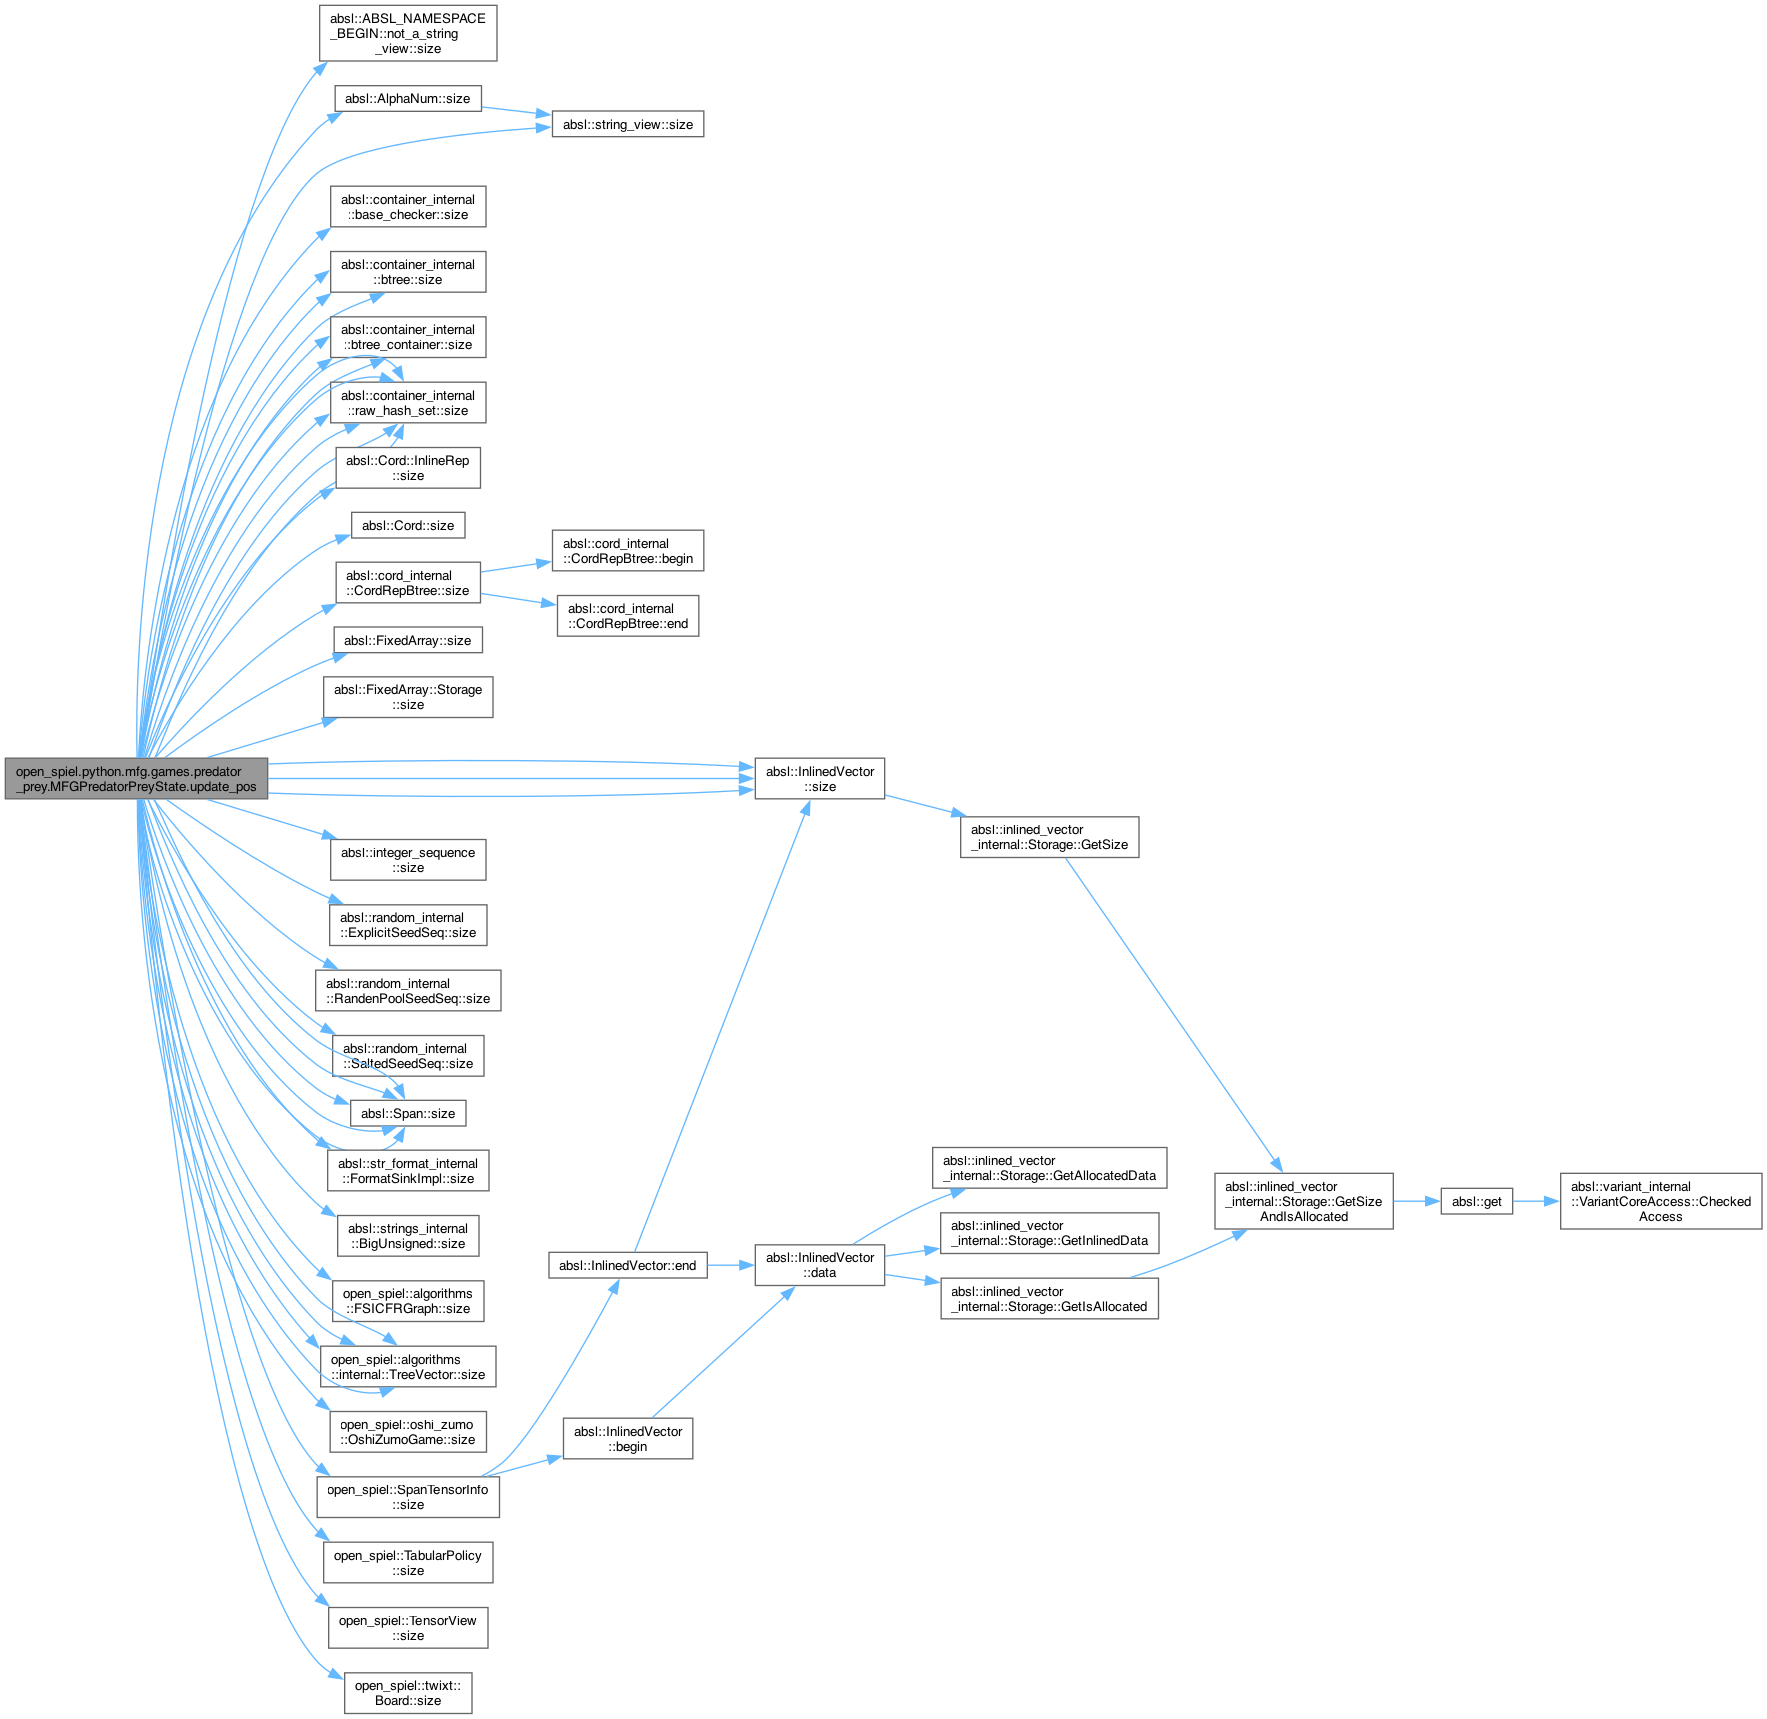 absl::ABSL_NAMESPACE
_BEGIN::not_a_string
_view::size
absl::AlphaNum::size
absl::string_view::size
absl::container_internal
::base_checker::size
absl::container_internal
::btree::size
absl::container_internal
::btree_container::size
absl::container_internal
::raw_hash_set::size
absl::Cord::InlineRep
::size
absl::Cord::size
absl::cord_internal
::CordRepBtree::size
absl::cord_internal
::CordRepBtree::begin
absl::cord_internal
::CordRepBtree::end
absl::FixedArray::size
absl::FixedArray::Storage
::size
open_spiel.python.mfg.games.predator
_prey.MFGPredatorPreyState.update_pos
absl::InlinedVector
::size
absl::inlined_vector
_internal::Storage::GetSize
absl::integer_sequence
::size
absl::random_internal
::ExplicitSeedSeq::size
absl::random_internal
::RandenPoolSeedSeq::size
absl::random_internal
::SaltedSeedSeq::size
absl::Span::size
absl::str_format_internal
::FormatSinkImpl::size
absl::strings_internal
::BigUnsigned::size
absl::InlinedVector::end
absl::InlinedVector
::data
absl::inlined_vector
_internal::Storage::GetAllocatedData
absl::inlined_vector
_internal::Storage::GetInlinedData
absl::inlined_vector
_internal::Storage::GetIsAllocated
absl::inlined_vector
_internal::Storage::GetSize
AndIsAllocated
absl::get
absl::variant_internal
::VariantCoreAccess::Checked
Access
open_spiel::algorithms
::FSICFRGraph::size
open_spiel::algorithms
::internal::TreeVector::size
open_spiel::oshi_zumo
::OshiZumoGame::size
absl::InlinedVector
::begin
open_spiel::SpanTensorInfo
::size
open_spiel::TabularPolicy
::size
open_spiel::TensorView
::size
open_spiel::twixt::
Board::size